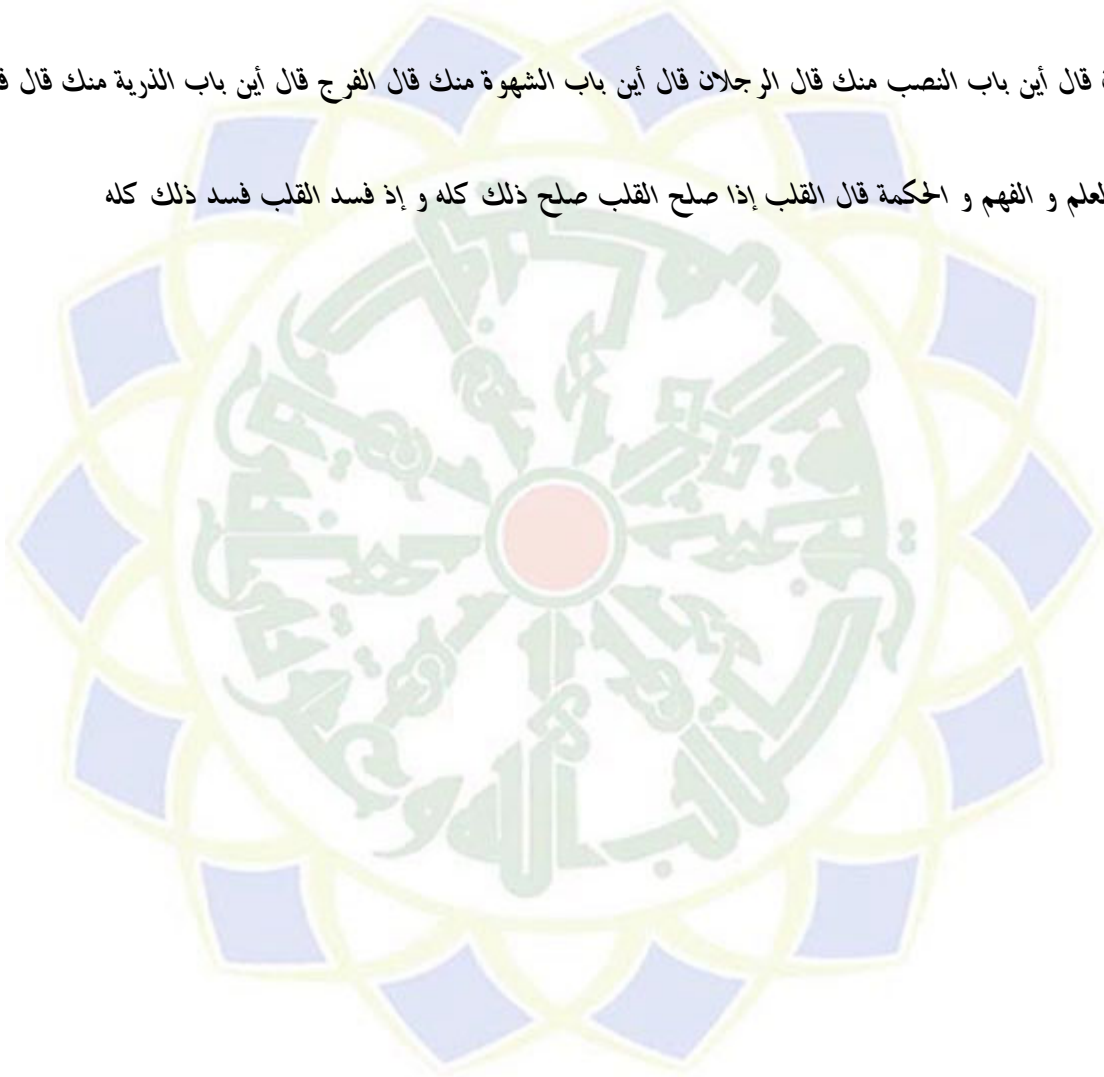 قال أين باب النصب منك قال الرجلان قال أين باب الشهوة منك قال الفرج قال أين باب الذرية منك قال
العلم و الفهم و الحكمة قال القلب إذا صلح القلب صلح ذلك كله و إذ فسد القلب فسد ذلك كله